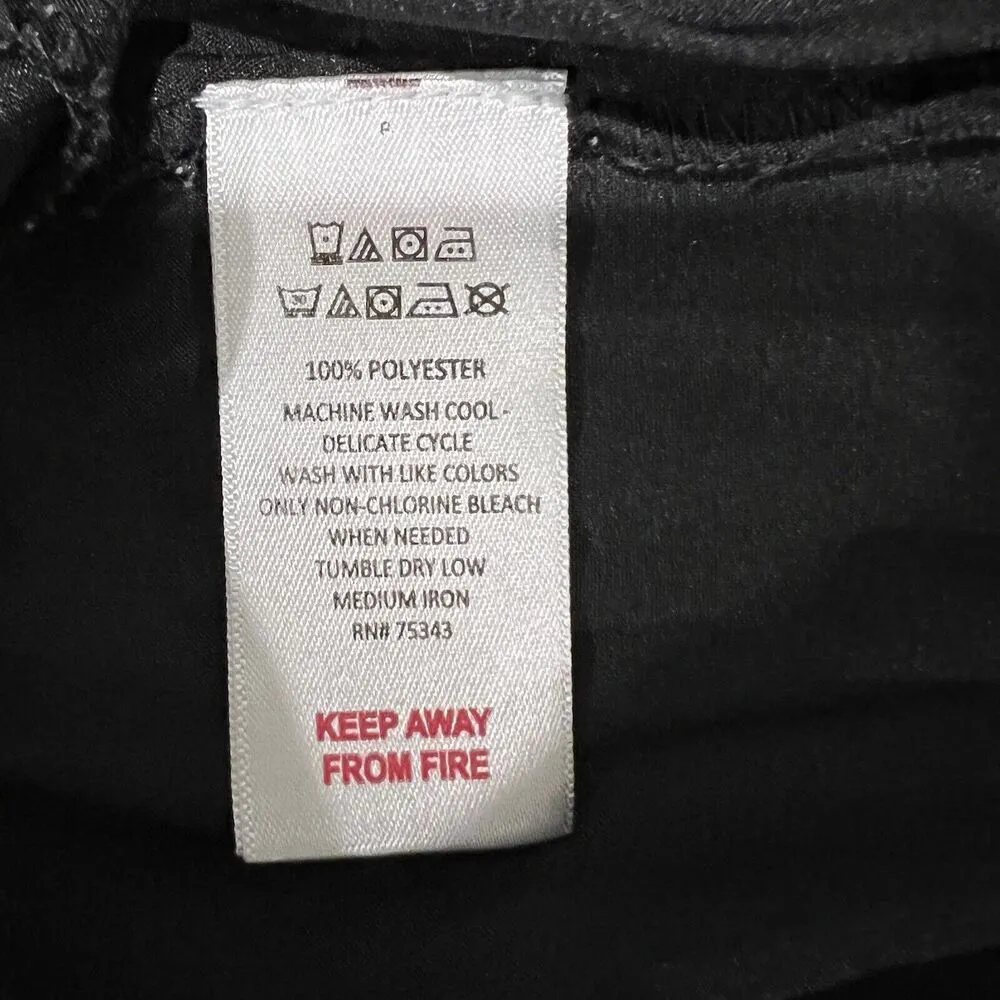 30
100% POLYESTER
MACHINE WASH COOL -
DELICATE CYCLE
WASH WITH LIKE COLORS
ONLY NON-CHLORINE BLEACH
WHEN NEEDED
TUMBLE DRY LOW
MEDIUM IRON
RN# 75343
KEEP AWAY
FROM FIRE